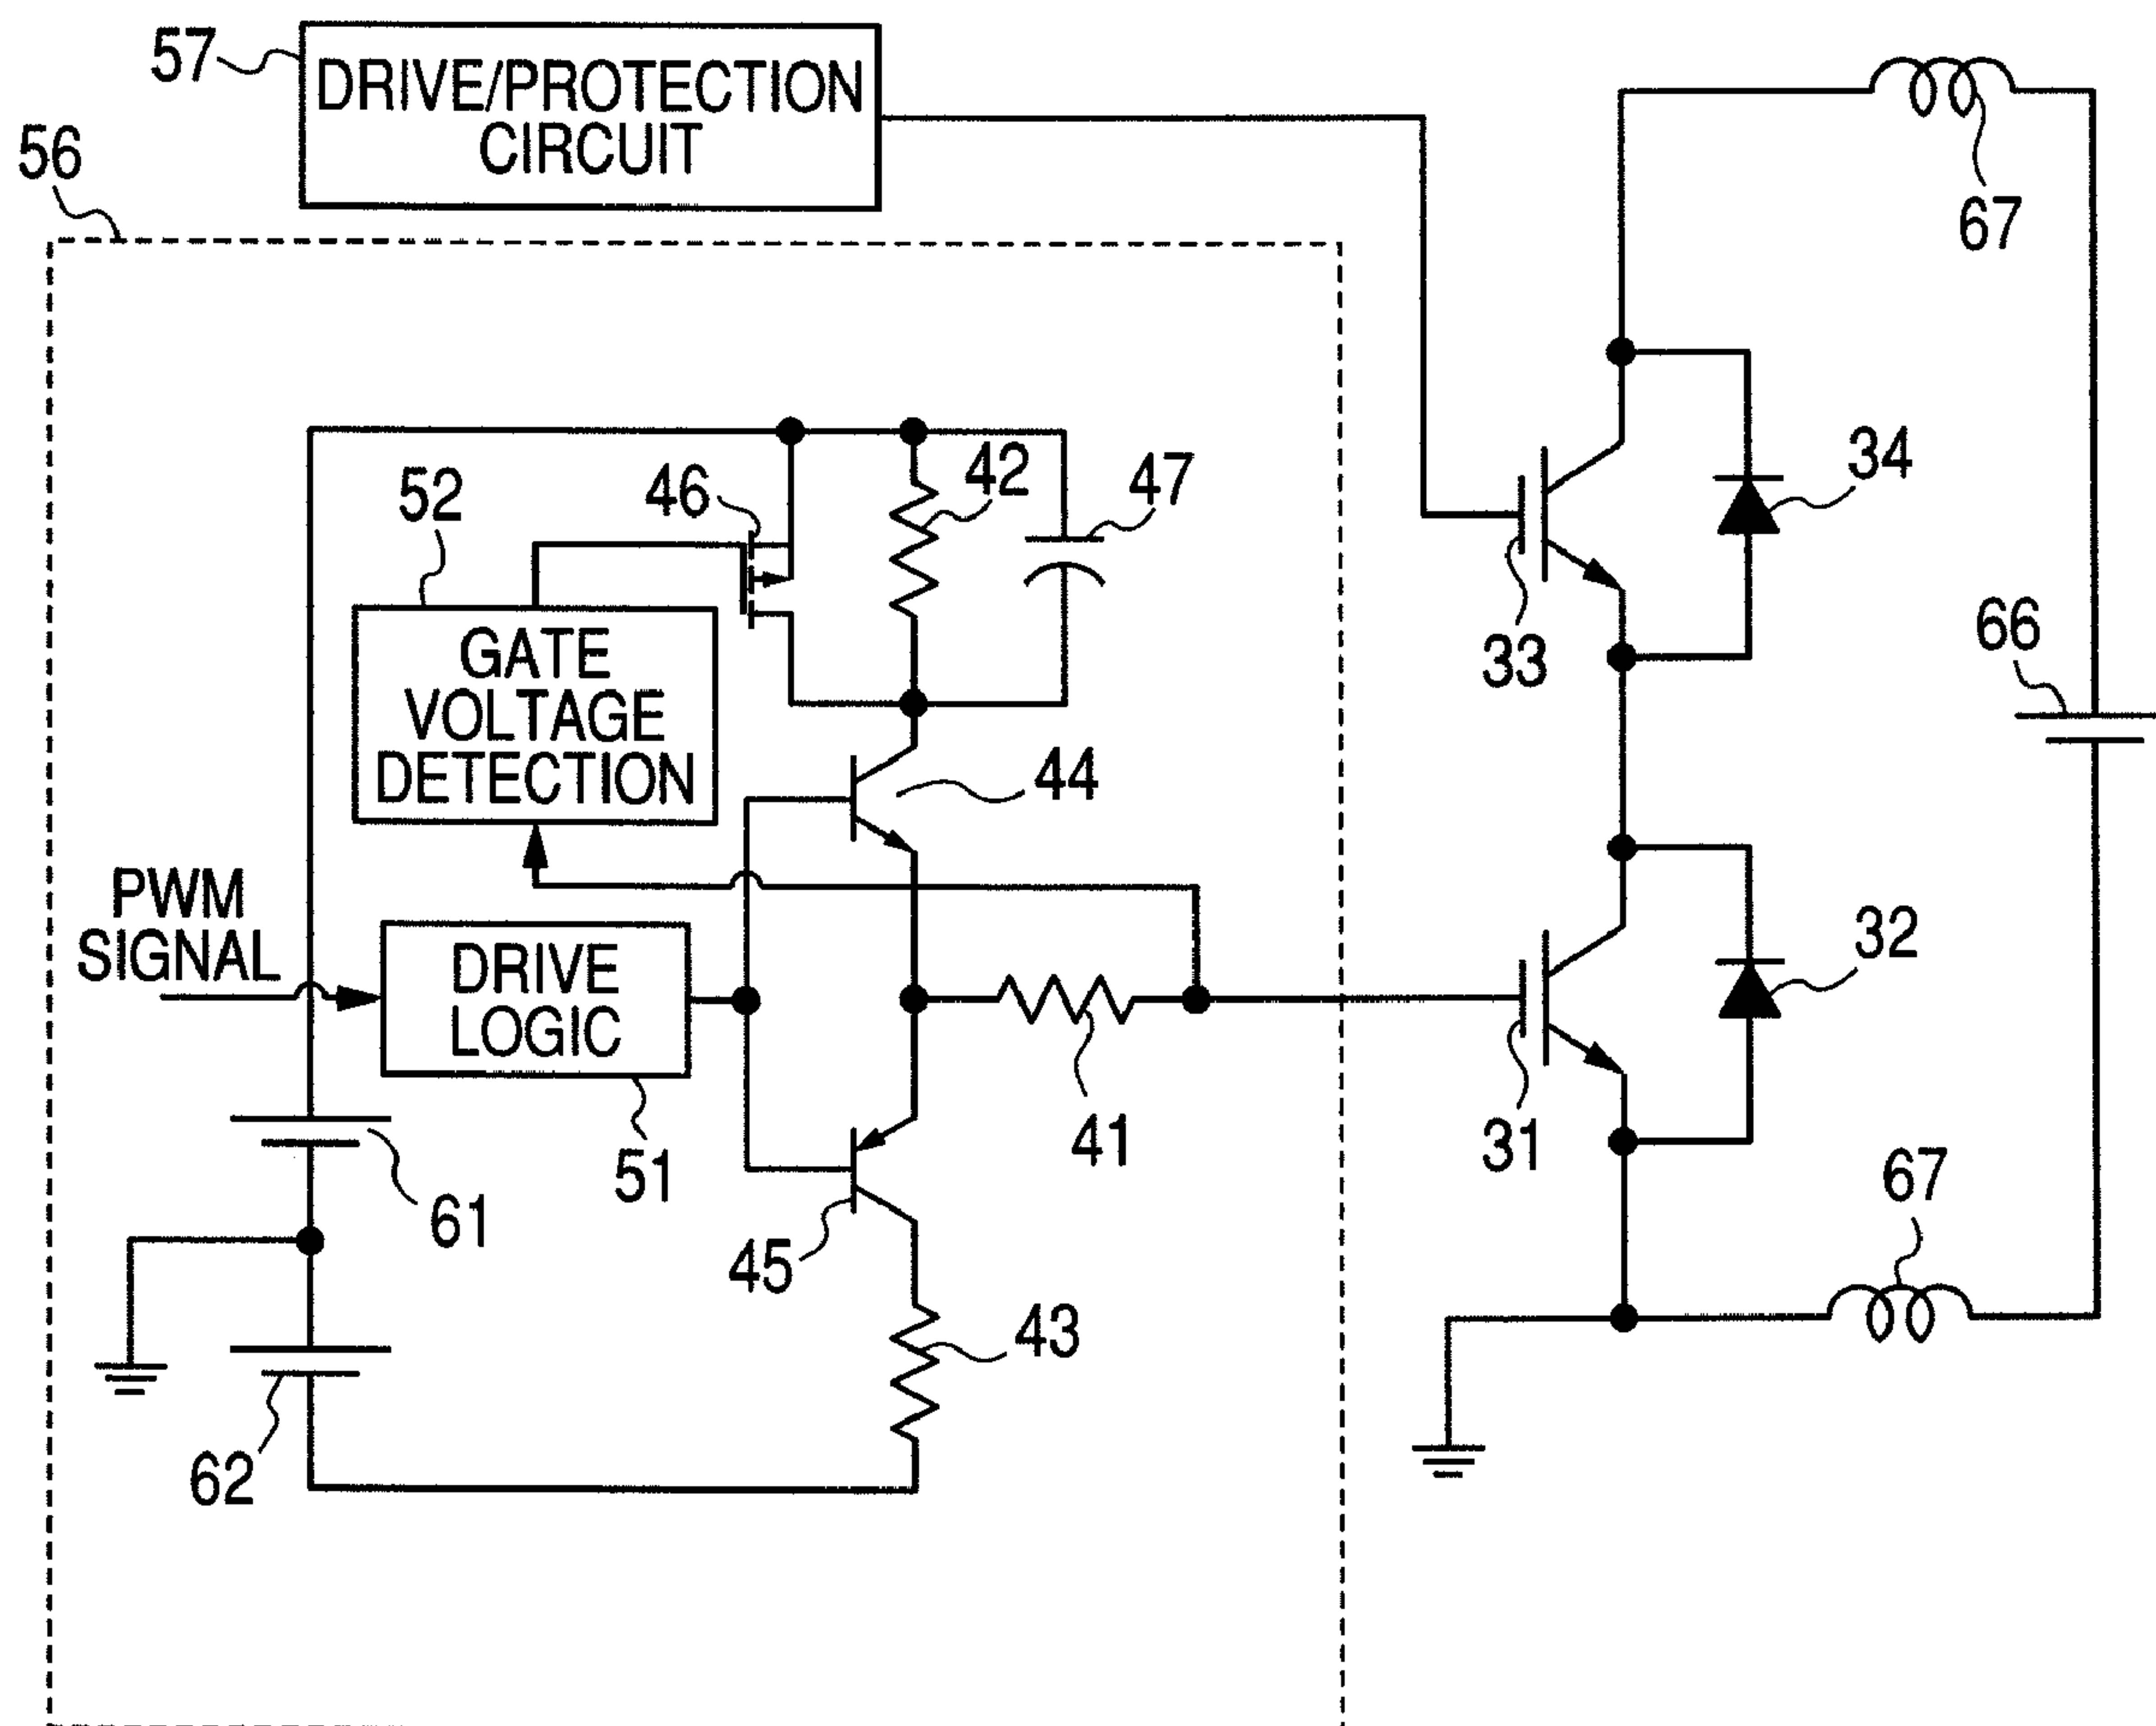 57
DRIVE/PROTECTION
CIRCUIT
56
67
52
46
42
47
34
GATE
VOLTAGE
DETECTION
33
66
44
PWM
SIGNAL
DRIVE
LOGIC
32
41
31
51
61
67
45
43
62